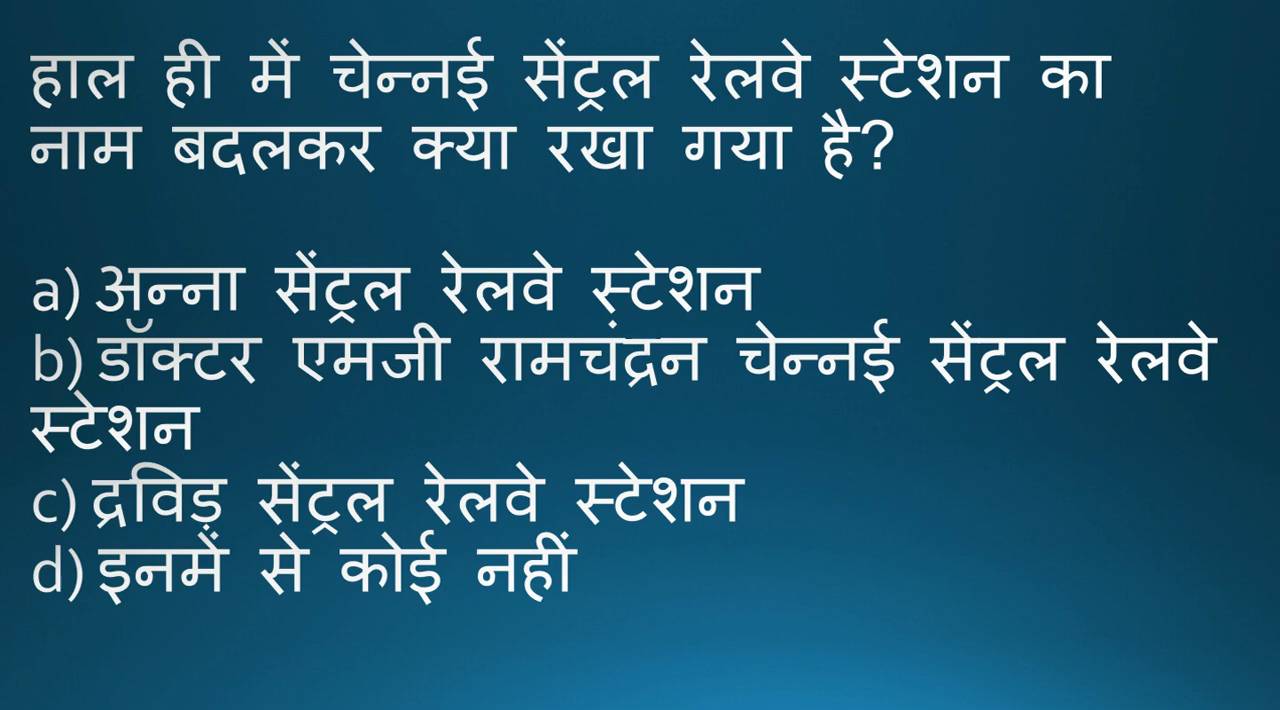 हाल ही में चेन्नई सेंट्रल रेलवे स्टेशन का
नाम बदलकर क्या रखा गया है?
a) अन्ना सेंट्रल रेलवे स्टेशन
b) डॉक्टर एमजी रामचंद्रन चेन्नई सेंट्रल रेलवे
स्टेशन
c) द्रविड़ सेंट्रल रेलवे स्टेशन
d) इनमें से कोई नहीं